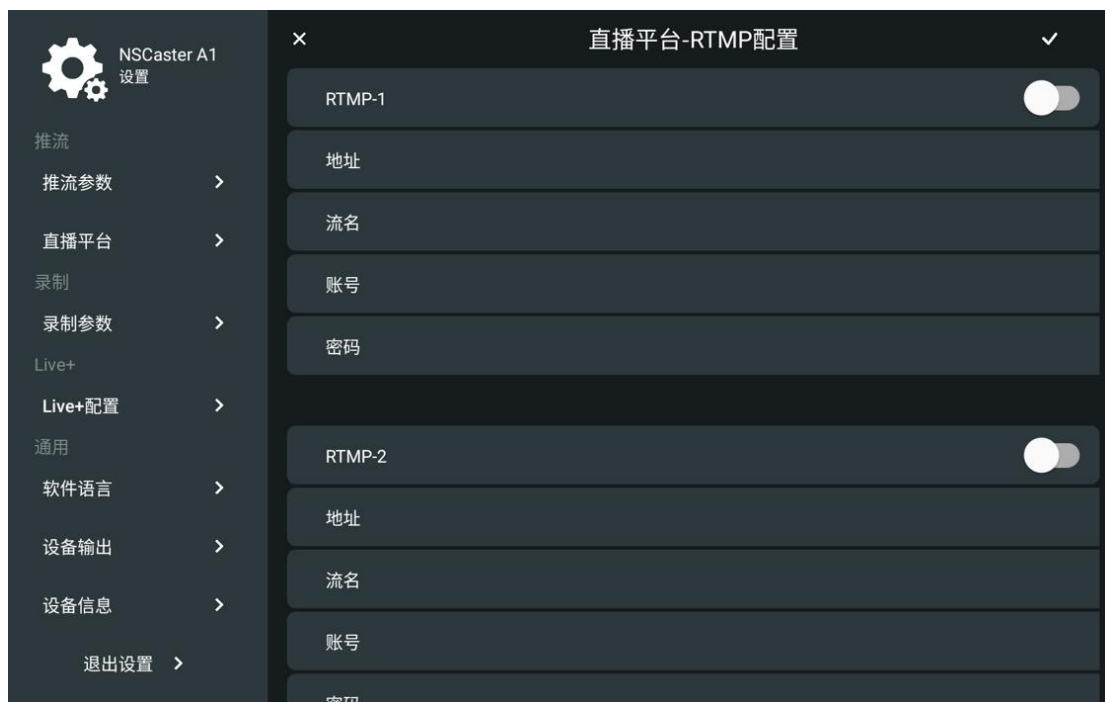 NSCaster A1
设置
推流
推流参数
直播平台
录制
录制参数
Live+
Live+配置
通用
软件语言
设备输出
设备信息
退出设置
直播平台-RTMP配置
RTMP-1
地址
流名
账号
密码
RTMP-2
地址
流名
账号
密码